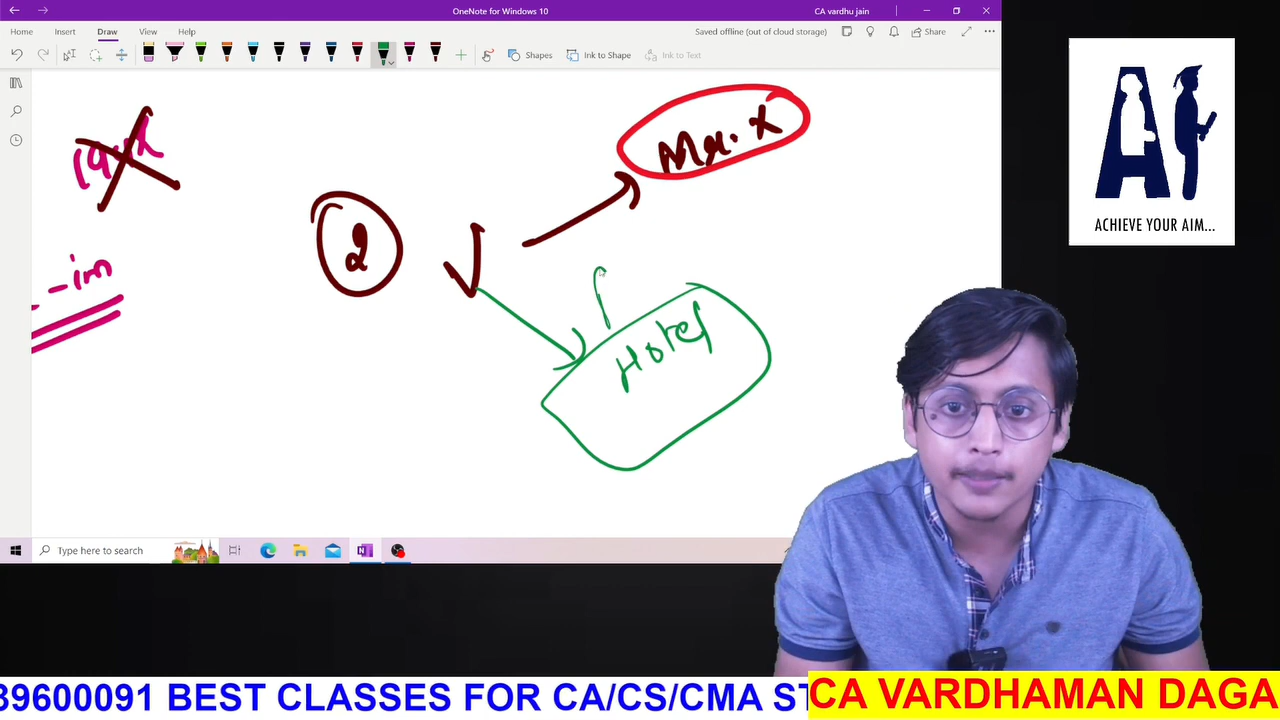 OneNote for Windows 10
CA vardhu jain
Home Insert Draw View Help
Saved offline (out of cloud storage)
Share
Shapes
Ink to Shape
Ink to Text
Mr. X
2
V
-im
Hotel
ACHIEVE YOUR AIM...
Type here to search
39600091 BEST CLASSES FOR CA/CS/CMA ST
CA VARDHAMAN DAGA